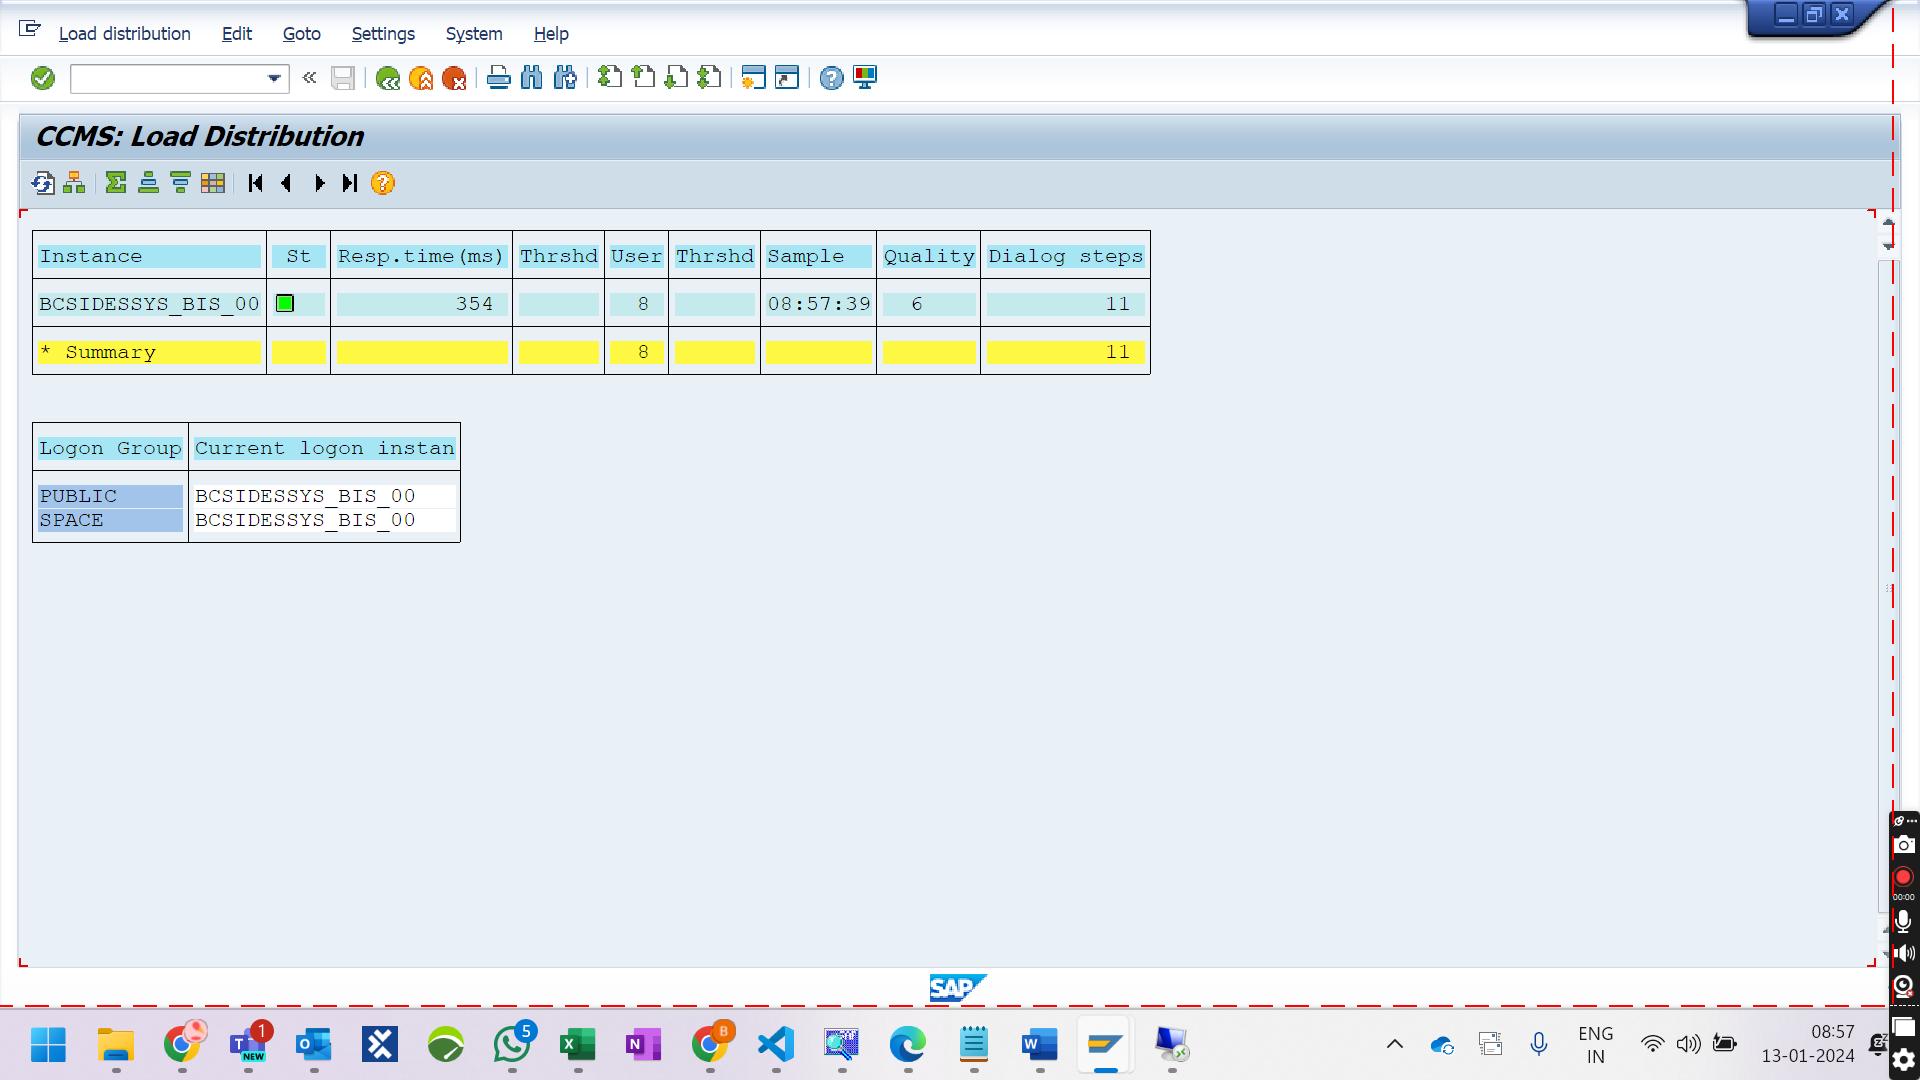 Load distribution Edit Goto Settings System Help
CCMS: Load Distribution
Instance St Resp.time(ms) Thrshd User Thrshd Sample Quality Dialog steps
BCSIDESSYS_BIS_00 354 8 08:57:39 6 11
* Summary 8 11
Logon Group Current logon instan
PUBLIC BCSIDESSYS_BIS_00
SPACE BCSIDESSYS_BIS_00
00:00
SAP
1
NEW
5
B
ENG
IN
08:57
13-01-2024